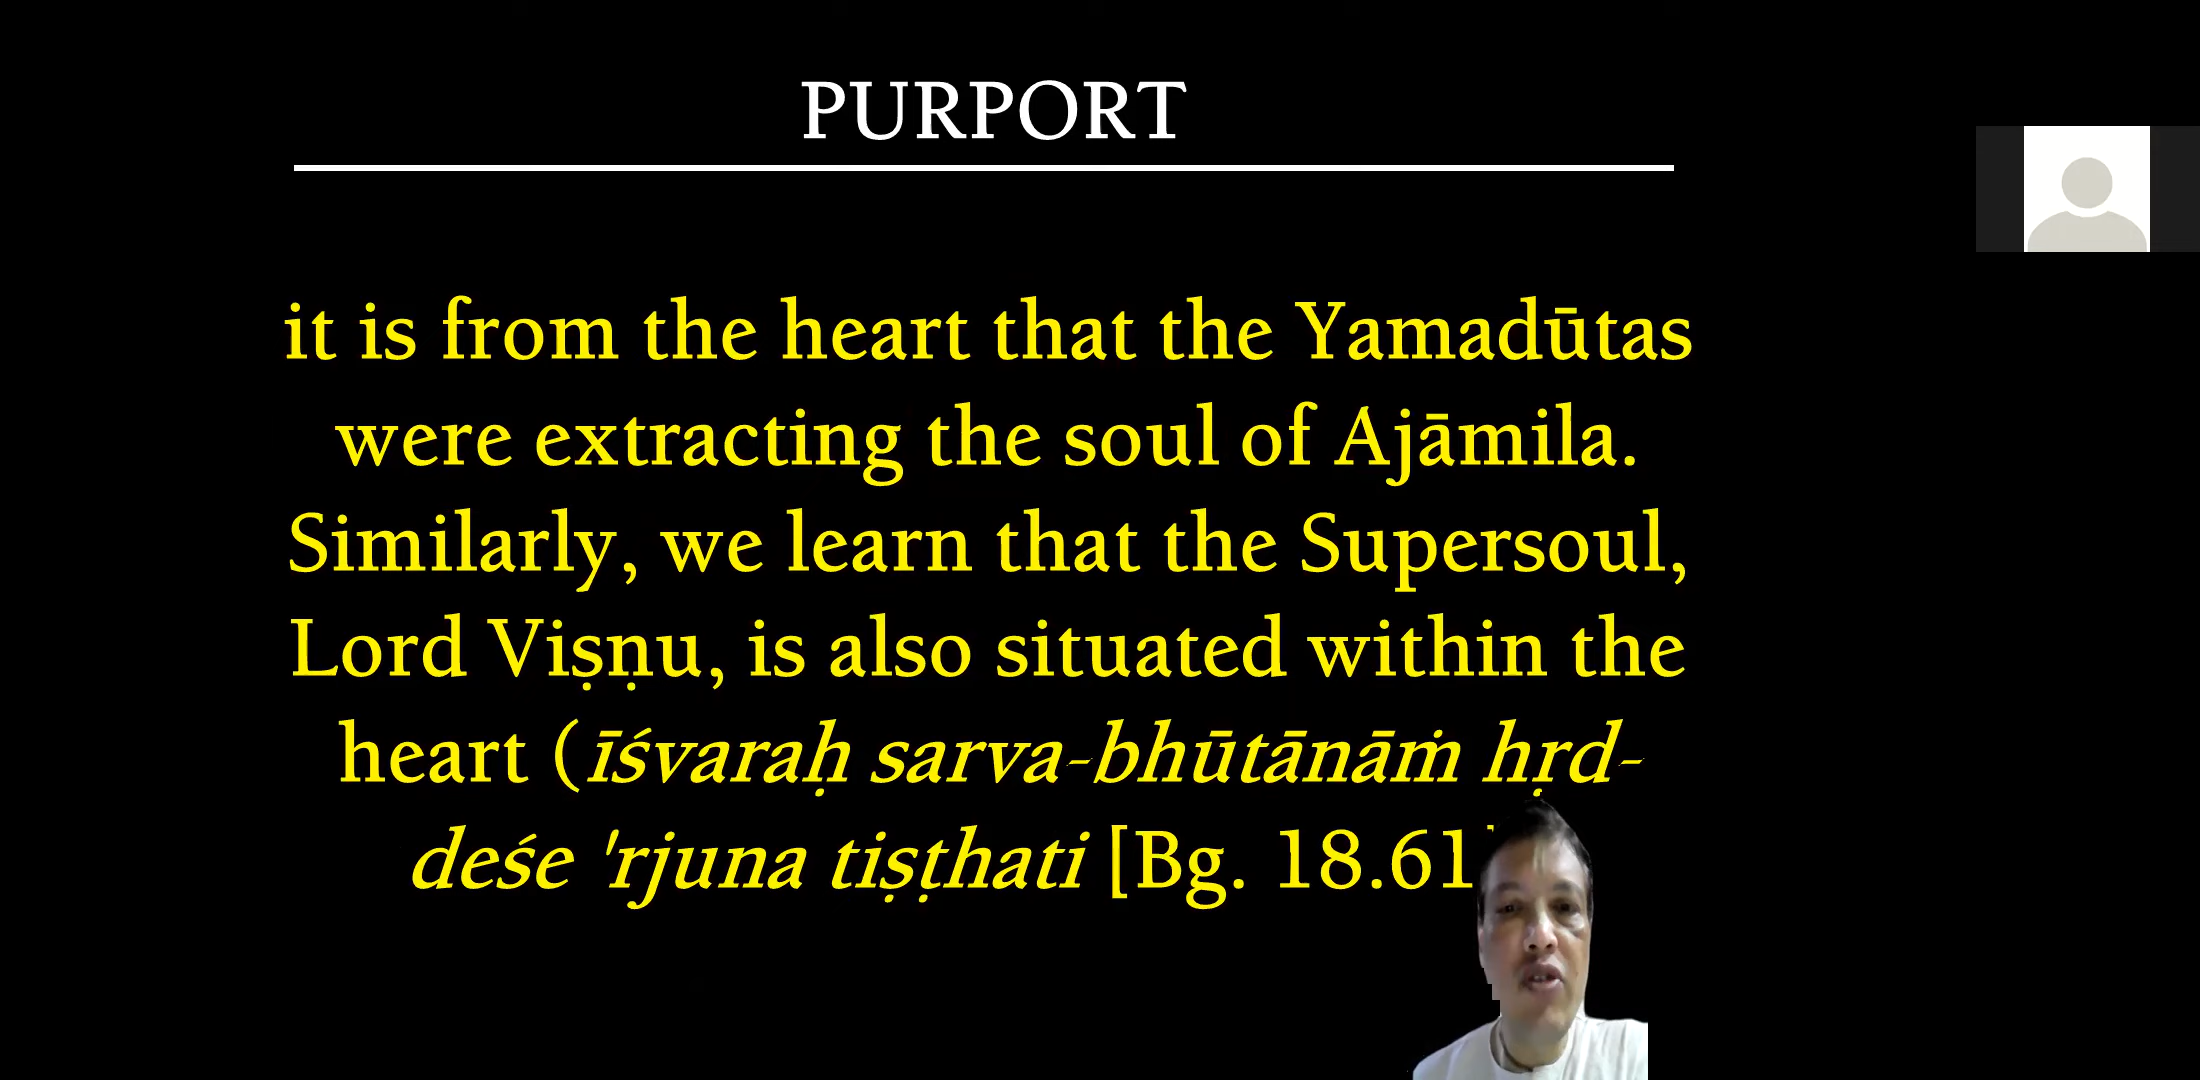 PURPORT
it is from the heart that the Yamadūtas
were extracting the soul of Ajāmila.
Similarly, we learn that the Supersoul,
Lord Viṣṇu, is also situated within the
heart (īśvaraḥ sarva-bhūtānāṁ hṛd-
deśe 'rjuna tiṣṭhati [Bg. 18.61]